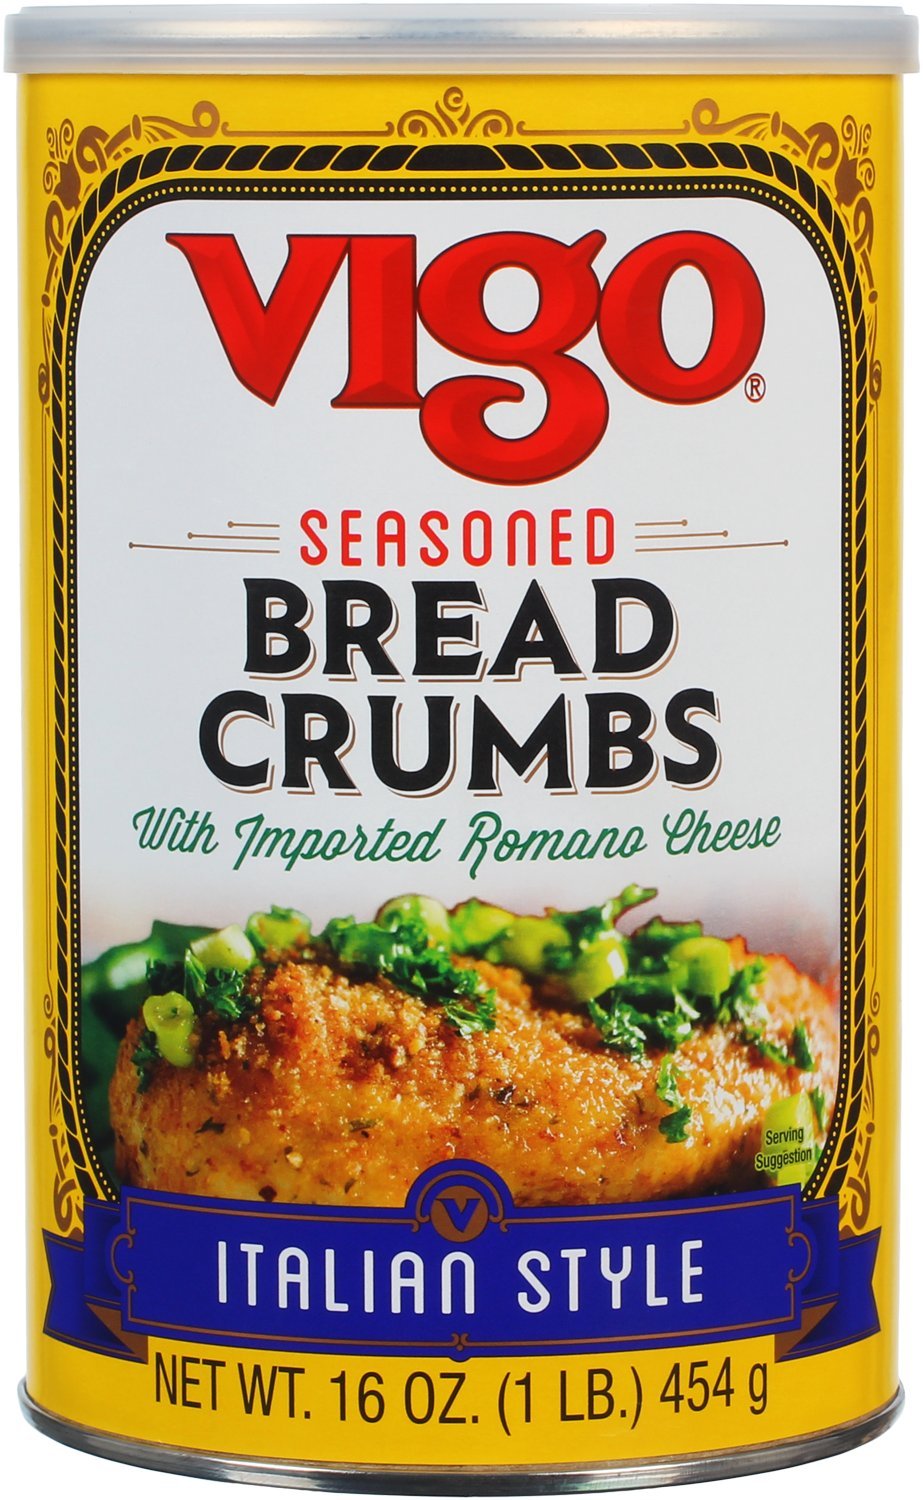 VIGO®
SEASONED
BREAD
CRUMBS
With Imported Romano Cheese
Serving
Suggestion
V
ITALIAN STYLE
NET WT. 16 OZ. (1 LB.) 454 g